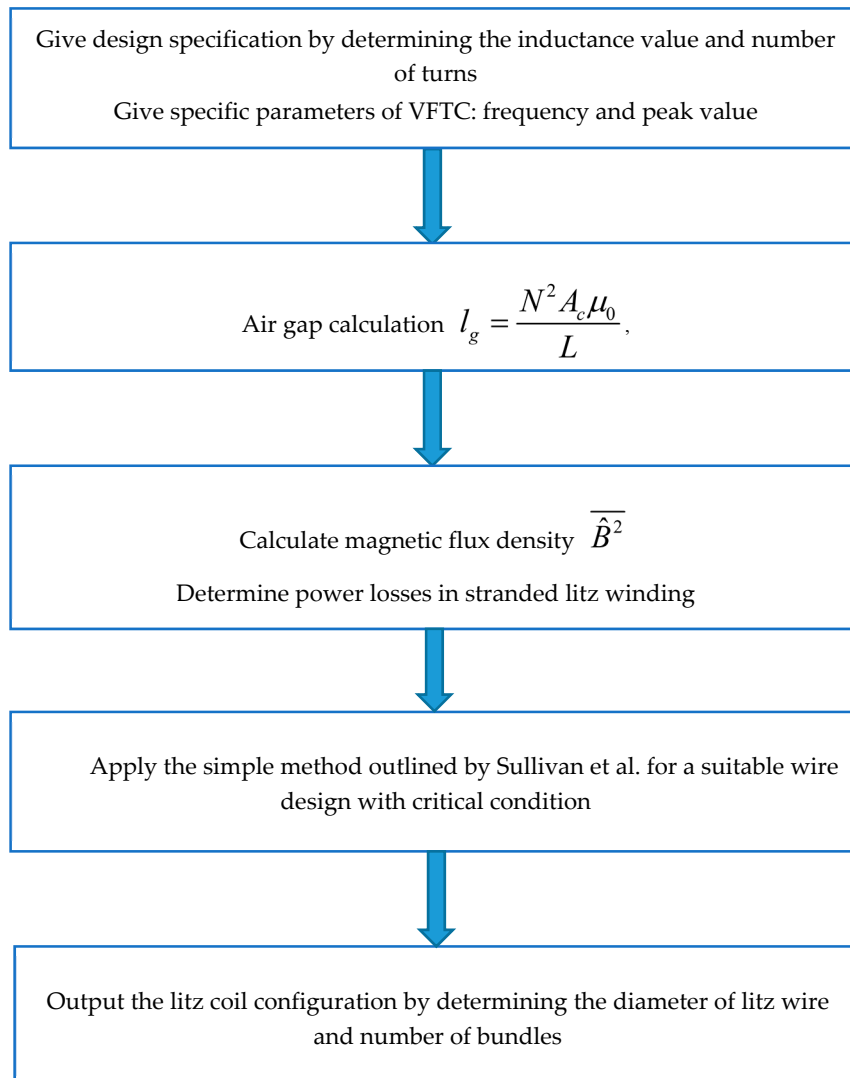 Give design specification by determining the inductance value and number
of turns
Give specific parameters of VFTC: frequency and peak value
Air gap calculation $l_g = \frac{N^2 A_c \mu_0}{L}$,
Calculate magnetic flux density $\overline{\hat{B}^2}$
Determine power losses in stranded litz winding
Apply the simple method outlined by Sullivan et al. for a suitable wire
design with critical condition
Output the litz coil configuration by determining the diameter of litz wire
and number of bundles